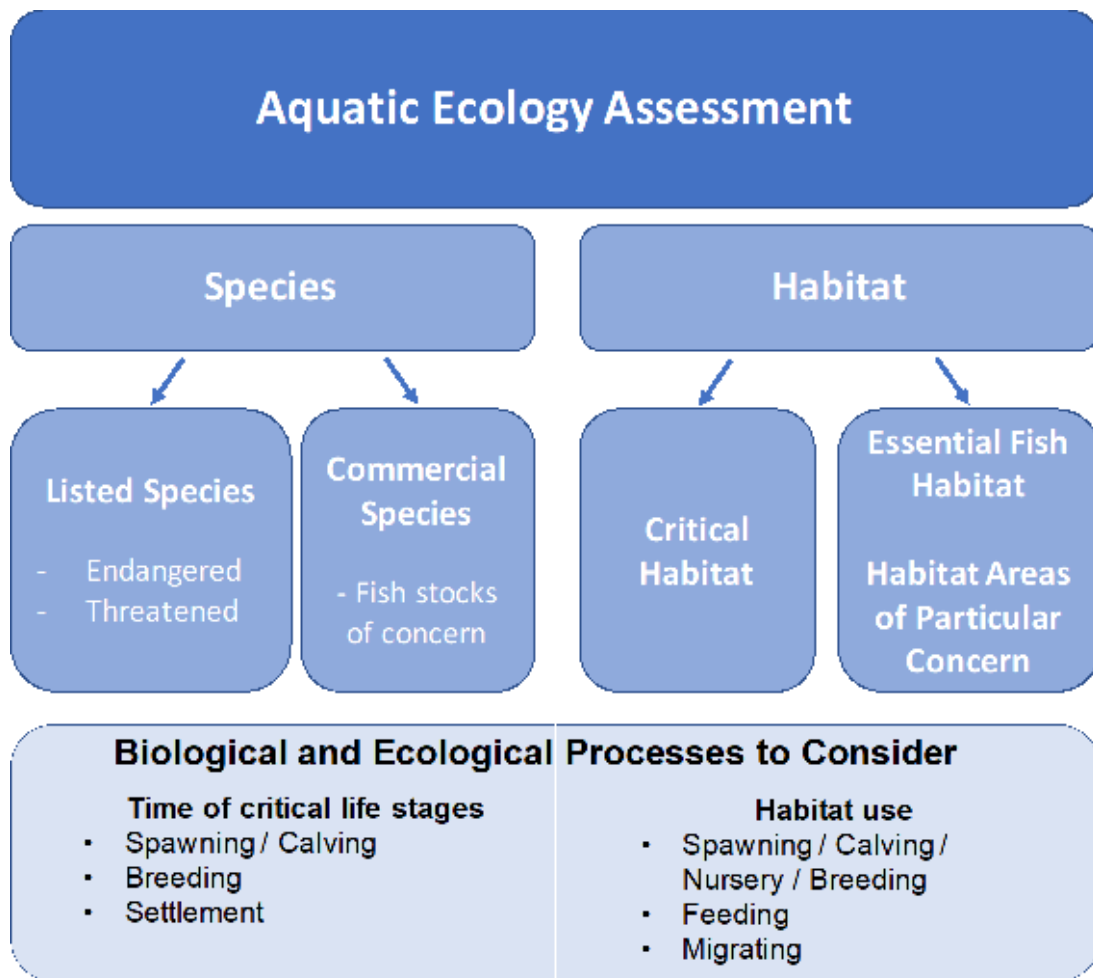 Aquatic Ecology Assessment
Species
Habitat
Listed Species
- Endangered
- Threatened
Commercial
Species
- Fish stocks
of concern
Critical
Habitat
Essential Fish
Habitat
Habitat Areas
of Particular
Concern
Biological and Ecological Processes to Consider
Time of critical life stages
• Spawning / Calving
• Breeding
• Settlement
Habitat use
• Spawning / Calving /
Nursery / Breeding
• Feeding
• Migrating